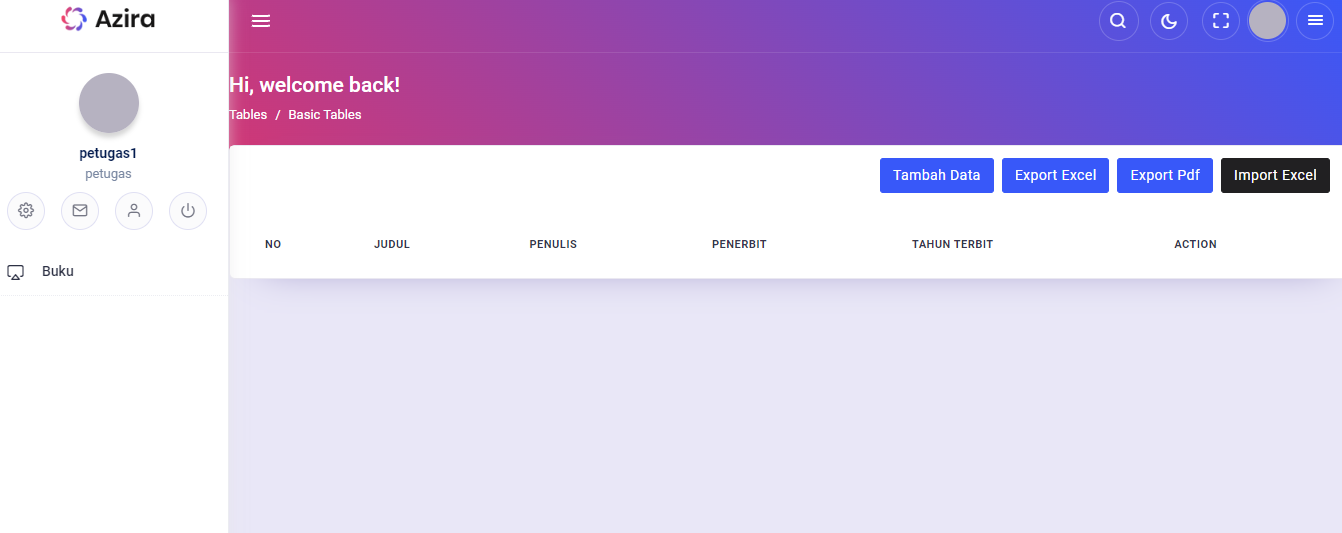 Azira
petugas1
petugas
Buku
Hi, welcome back!
Tables / Basic Tables
Tambah Data Export Excel Export Pdf Import Excel
NO JUDUL PENULIS PENERBIT TAHUN TERBIT ACTION